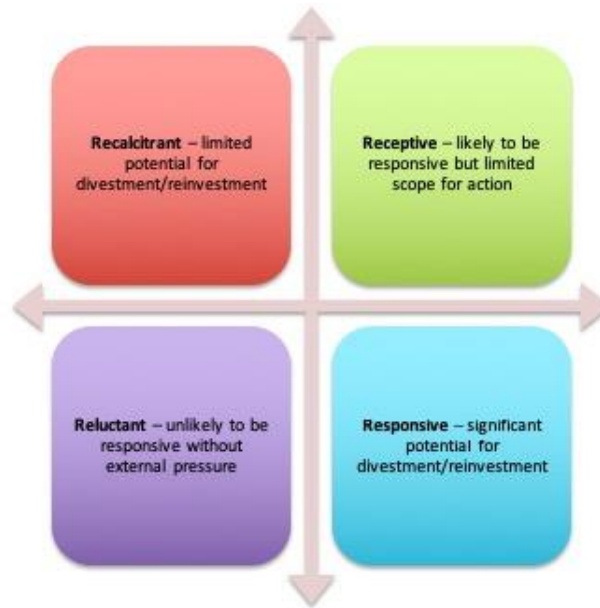 Recalcitrant – limited
potential for
divestment/reinvestment
Receptive – likely to be
responsive but limited
scope for action
Reluctant – unlikely to be
responsive without
external pressure
Responsive – significant
potential for
divestment/reinvestment